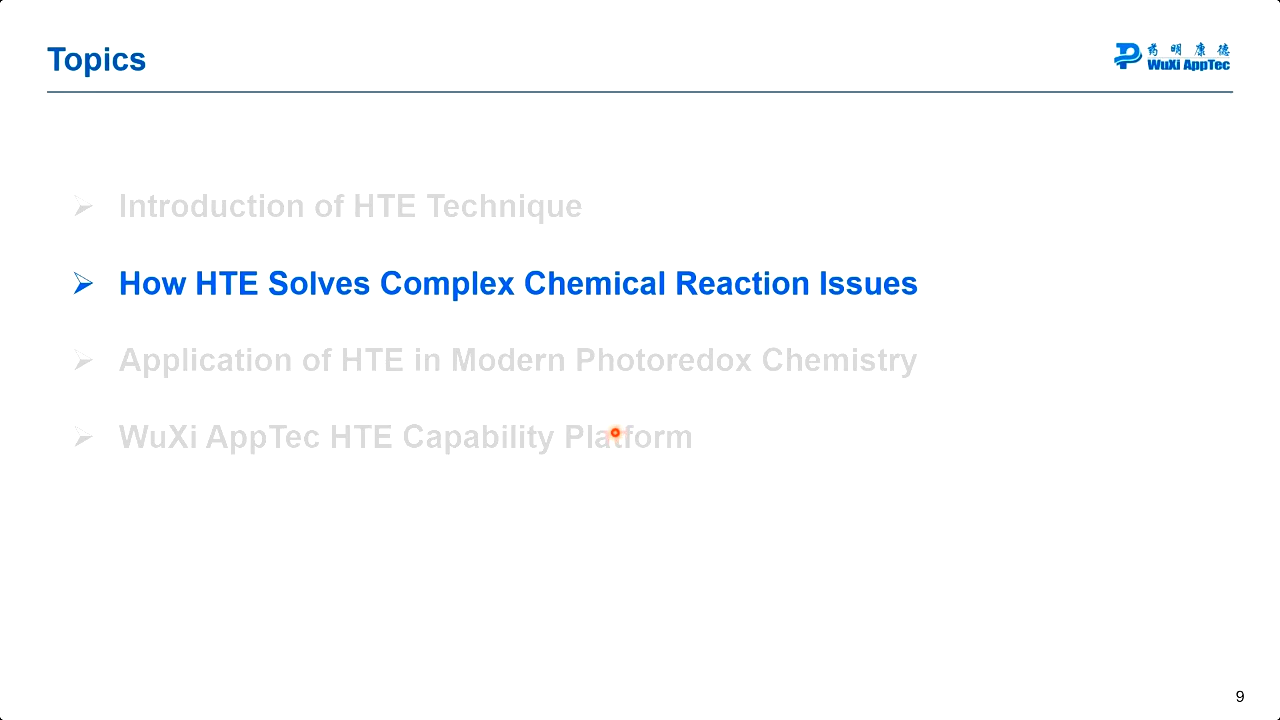 Topics
药明康德
WuXi AppTec
Introduction of HTE Technique
How HTE Solves Complex Chemical Reaction Issues
Application of HTE in Modern Photoredox Chemistry
WuXi AppTec HTE Capability Platform
9